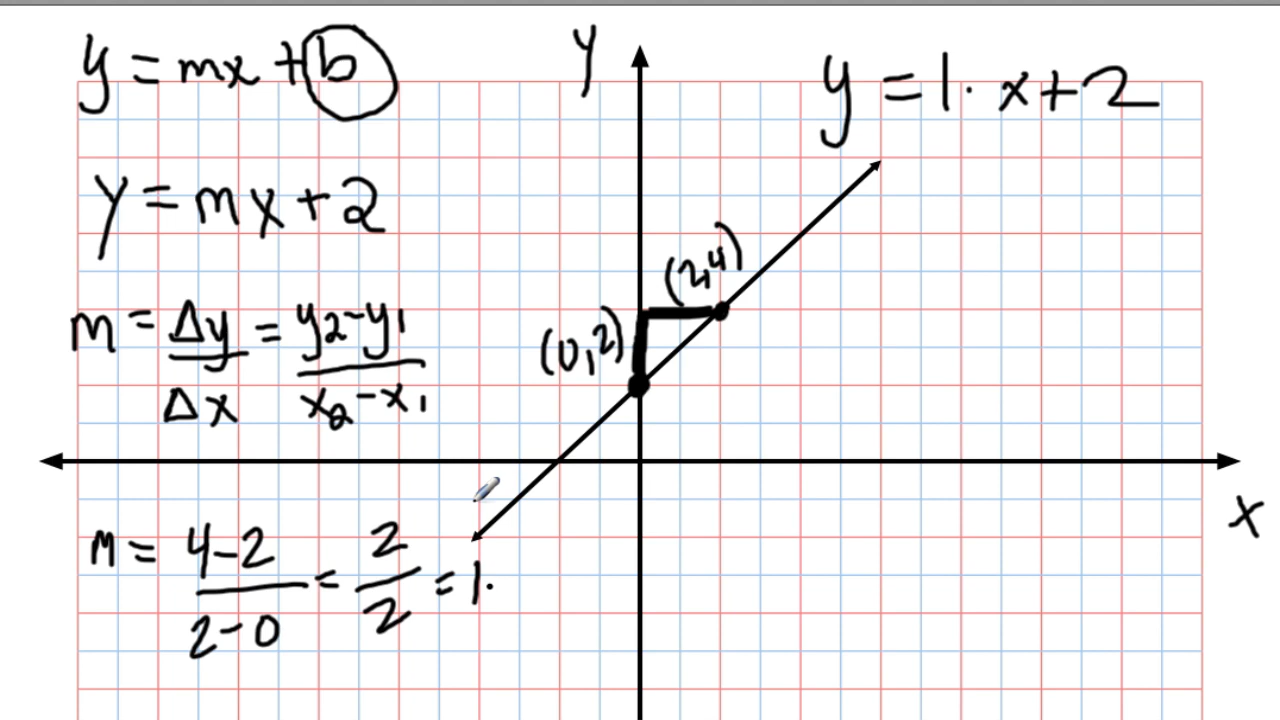 y = mx + b
y = mx + 2
m = Δy/Δx = y₂-y₁/x₂-x₁
m = 4-2/2-0 = 2/2 = 1.
y
y = 1. x + 2
(2,4)
(0,2)
x